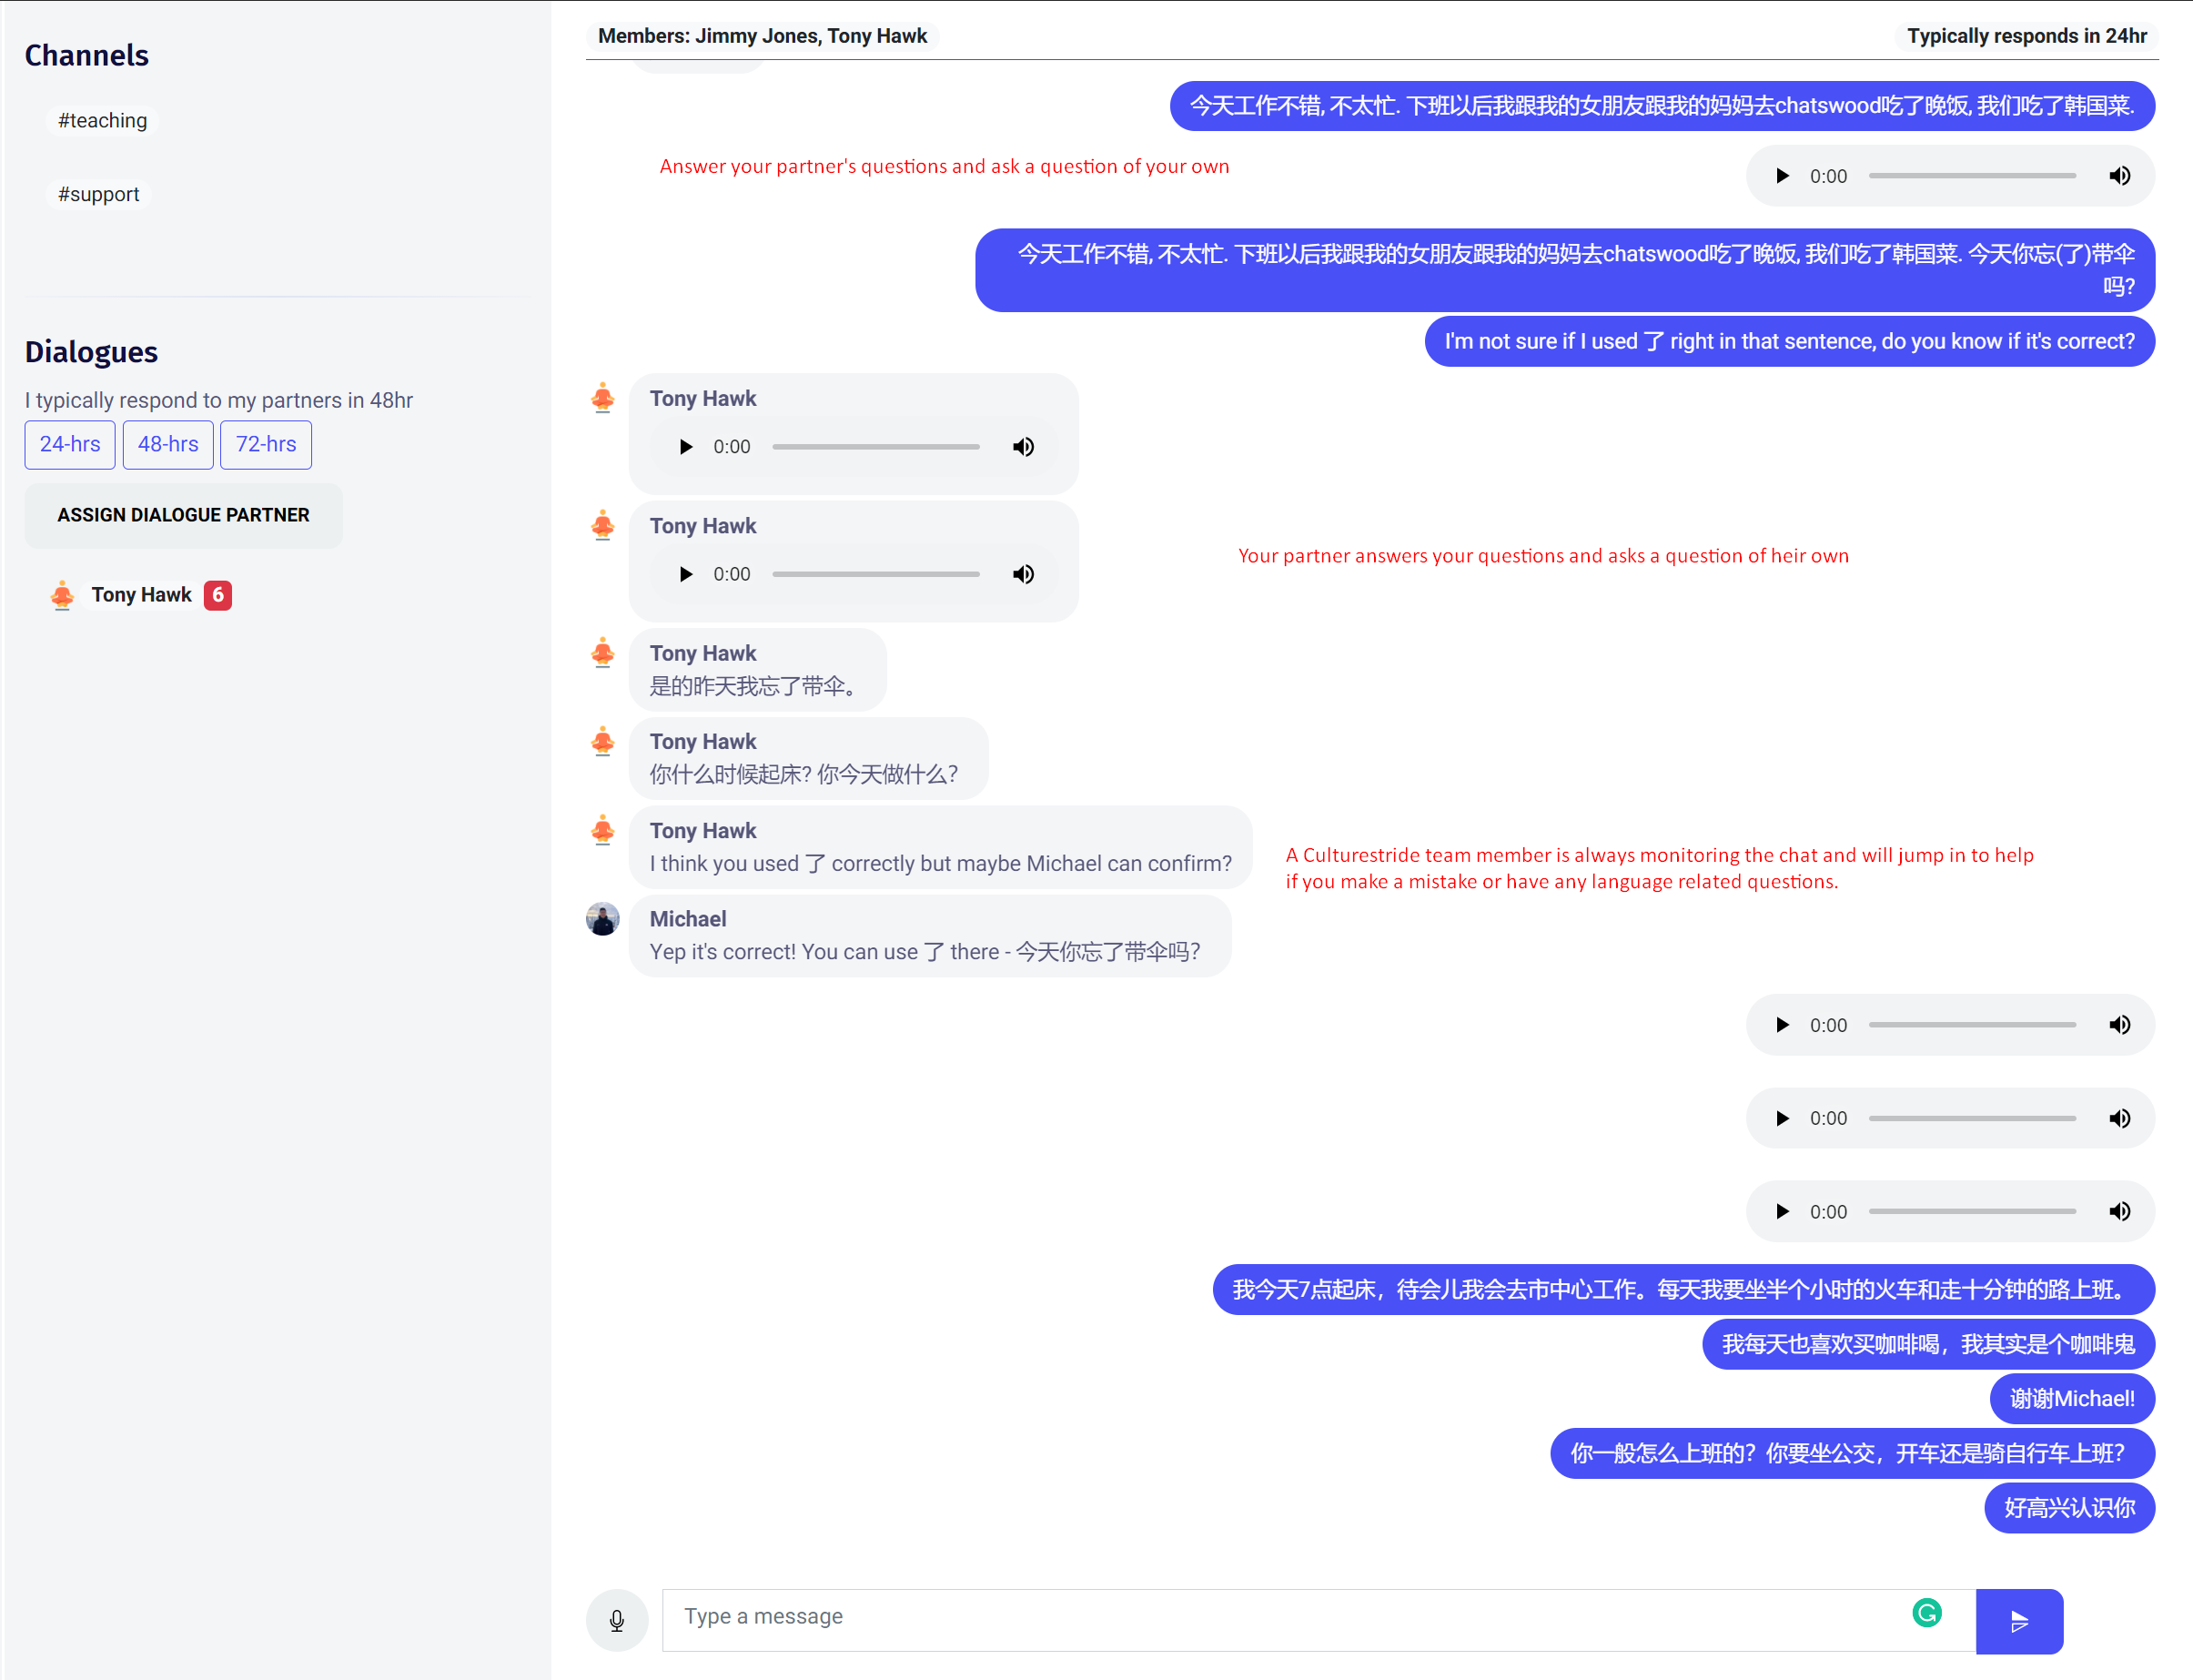 Channels
#teaching
#support
Dialogues
I typically respond to my partners in 48hr
24-hrs 48-hrs 72-hrs
ASSIGN DIALOGUE PARTNER
Tony Hawk 6
Members: Jimmy Jones, Tony Hawk
Typically responds in 24hr
今天工作不错, 不太忙. 下班以后我跟我的女朋友跟我的妈妈去chatswood吃了晚饭, 我们吃了韩国菜.
Answer your partner's questions and ask a question of your own
0:00
今天工作不错, 不太忙. 下班以后我跟我的女朋友跟我的妈妈去chatswood吃了晚饭, 我们吃了韩国菜. 今天你忘(了)带伞
吗?
I'm not sure if I used 了 right in that sentence, do you know if it's correct?
Tony Hawk
0:00
Tony Hawk
0:00
Your partner answers your questions and asks a question of heir own
Tony Hawk
是的昨天我忘了带伞。
Tony Hawk
你什么时候起床? 你今天做什么?
Tony Hawk
I think you used 了 correctly but maybe Michael can confirm?
A Culturestride team member is always monitoring the chat and will jump in to help
if you make a mistake or have any language related questions.
Michael
Yep it's correct! You can use 了 there - 今天你忘了带伞吗?
0:00
0:00
0:00
我今天7点起床，待会儿我会去市中心工作。每天我要坐半个小时的火车和走十分钟的路上班。
我每天也喜欢买咖啡喝，我其实是个咖啡鬼
谢谢Michael!
你一般怎么上班的？你要坐公交，开车还是骑自行车上班？
好高兴认识你
Type a message